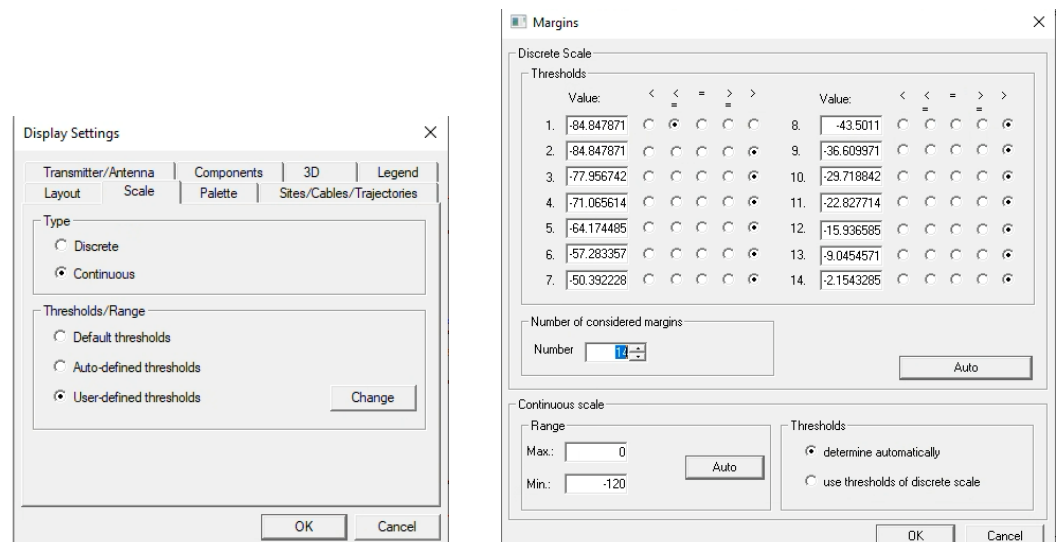 Display Settings
Transmitter/Antenna Components 3D Legend
Layout Scale Palette Sites/Cables/Trajectories
Type
Discrete
Continuous
Thresholds/Range
Default thresholds
Auto-defined thresholds
User-defined thresholds Change
OK Cancel
Margins
Discrete Scale
Thresholds
Value: < <= = >= > Value: < <= = >= >
1. -84.847871 8. -43.5011
2. -84.847871 9. -36.609971
3. -77.956742 10. -29.718842
4. -71.065614 11. -22.827714
5. -64.174485 12. -15.936585
6. -57.283357 13. -9.0454571
7. -50.392228 14. -2.1543285
Number of considered margins
Number 14
Auto
Continuous scale
Range
Max.: 0
Auto
Min.: -120
Thresholds
determine automatically
use thresholds of discrete scale
OK Cancel